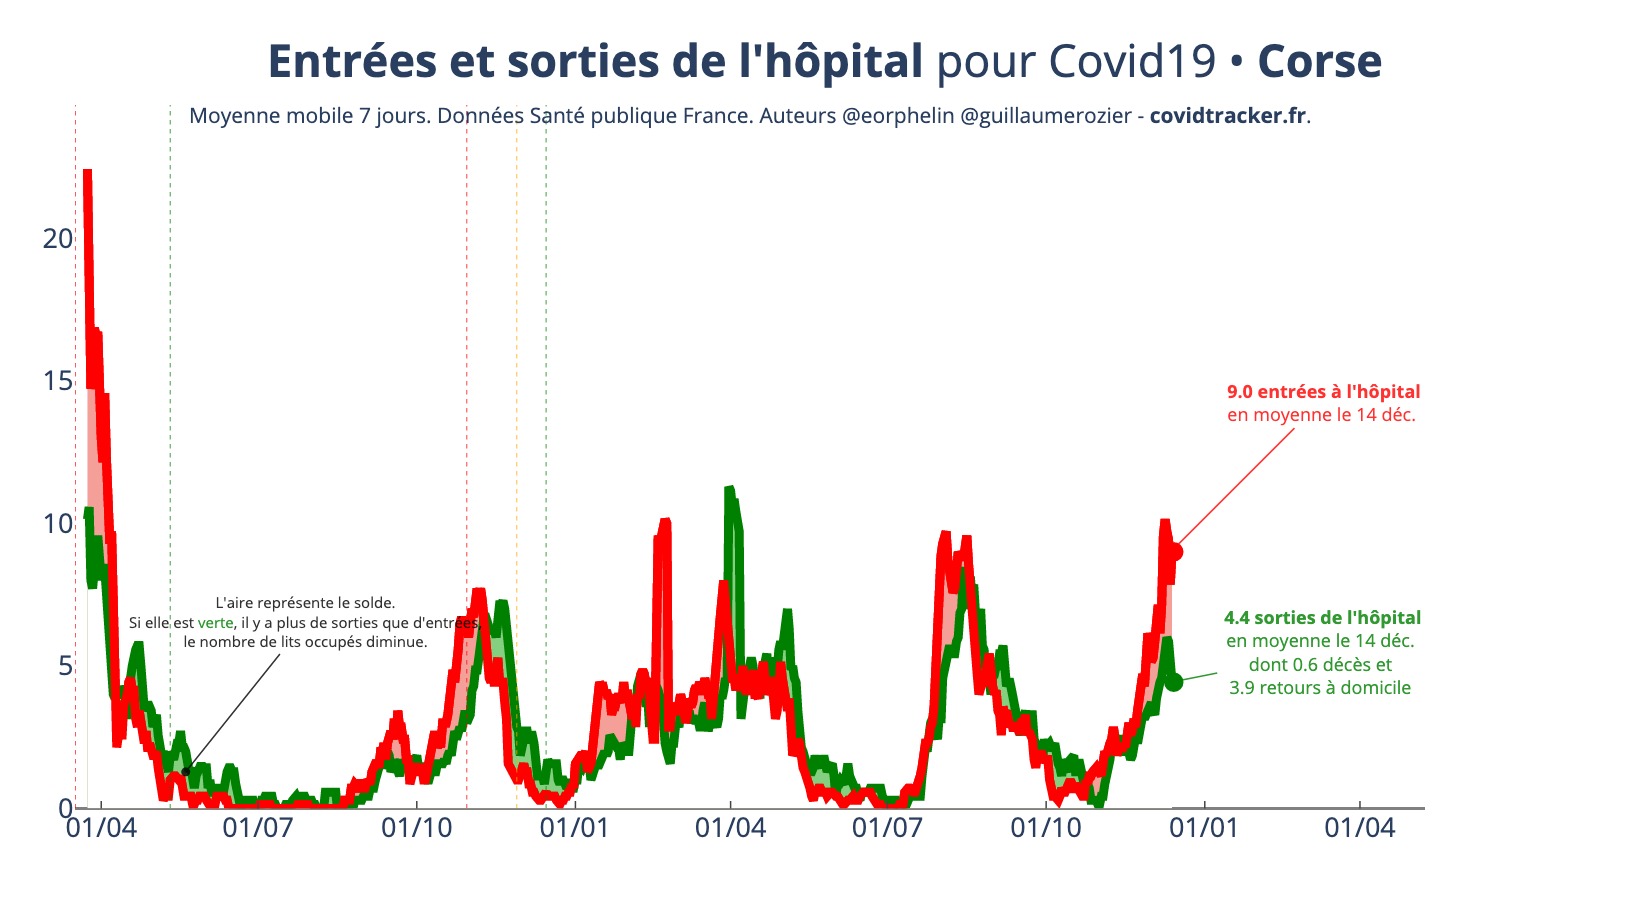 Entrées et sorties de l'hôpital pour Covid19 • Corse
Moyenne mobile 7 jours. Données Santé publique France. Auteurs @eorphelin @guillaumerozier - covidtracker.fr.
20
15
10
5
0
9.0 entrées à l'hôpital
en moyenne le 14 déc.
L'aire représente le solde.
Si elle est verte, il y a plus de sorties que d'entrées,
le nombre de lits occupés diminue.
4.4 sorties de l'hôpital
en moyenne le 14 déc.
dont 0.6 décès et
3.9 retours à domicile
01/04 01/07 01/10 01/01 01/04 01/07 01/10 01/01 01/04